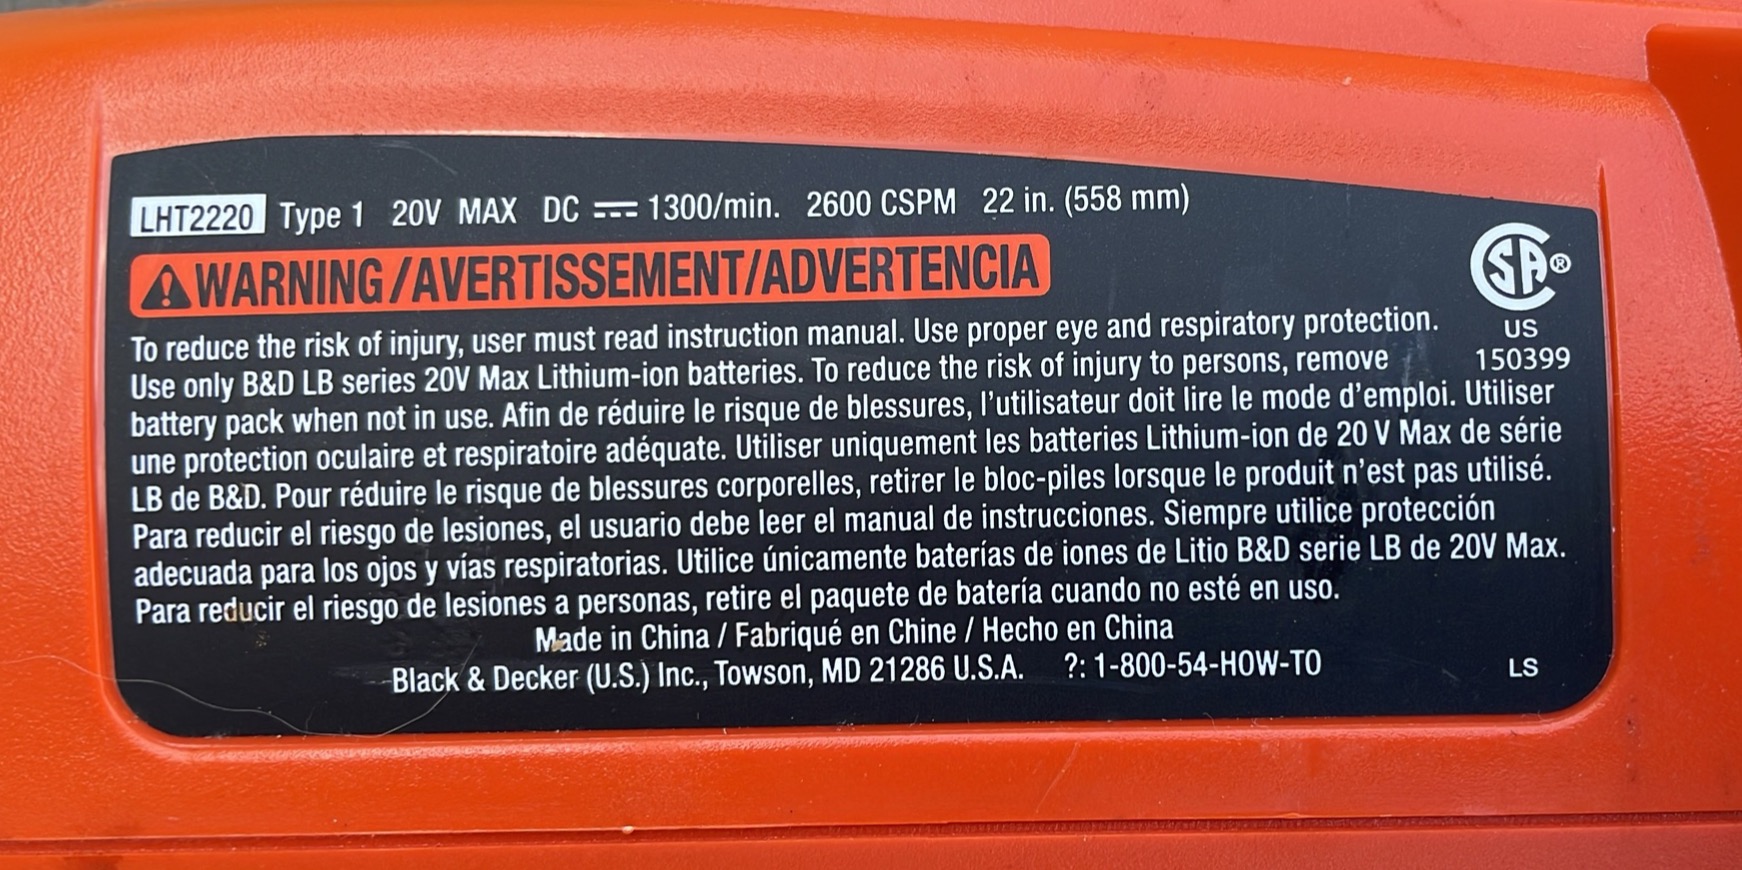 LHT2220 Type 1 20V MAX DC ⎓ 1300/min. 2600 CSPM 22 in. (558 mm)
WARNING/AVERTISSEMENT/ADVERTENCIA
SA®
US
150399
To reduce the risk of injury, user must read instruction manual. Use proper eye and respiratory protection.
Use only B&D LB series 20V Max Lithium-ion batteries. To reduce the risk of injury to persons, remove
battery pack when not in use. Afin de réduire le risque de blessures, l'utilisateur doit lire le mode d'emploi. Utiliser
une protection oculaire et respiratoire adéquate. Utiliser uniquement les batteries Lithium-ion de 20 V Max de série
LB de B&D. Pour réduire le risque de blessures corporelles, retirer le bloc-piles lorsque le produit n'est pas utilisé.
Para reducir el riesgo de lesiones, el usuario debe leer el manual de instrucciones. Siempre utilice protección
adecuada para los ojos y vías respiratorias. Utilice únicamente baterías de iones de Litio B&D serie LB de 20V Max.
Para reducir el riesgo de lesiones a personas, retire el paquete de batería cuando no esté en uso.
Made in China / Fabriqué en Chine / Hecho en China
Black & Decker (U.S.) Inc., Towson, MD 21286 U.S.A. ?: 1-800-54-HOW-TO
LS